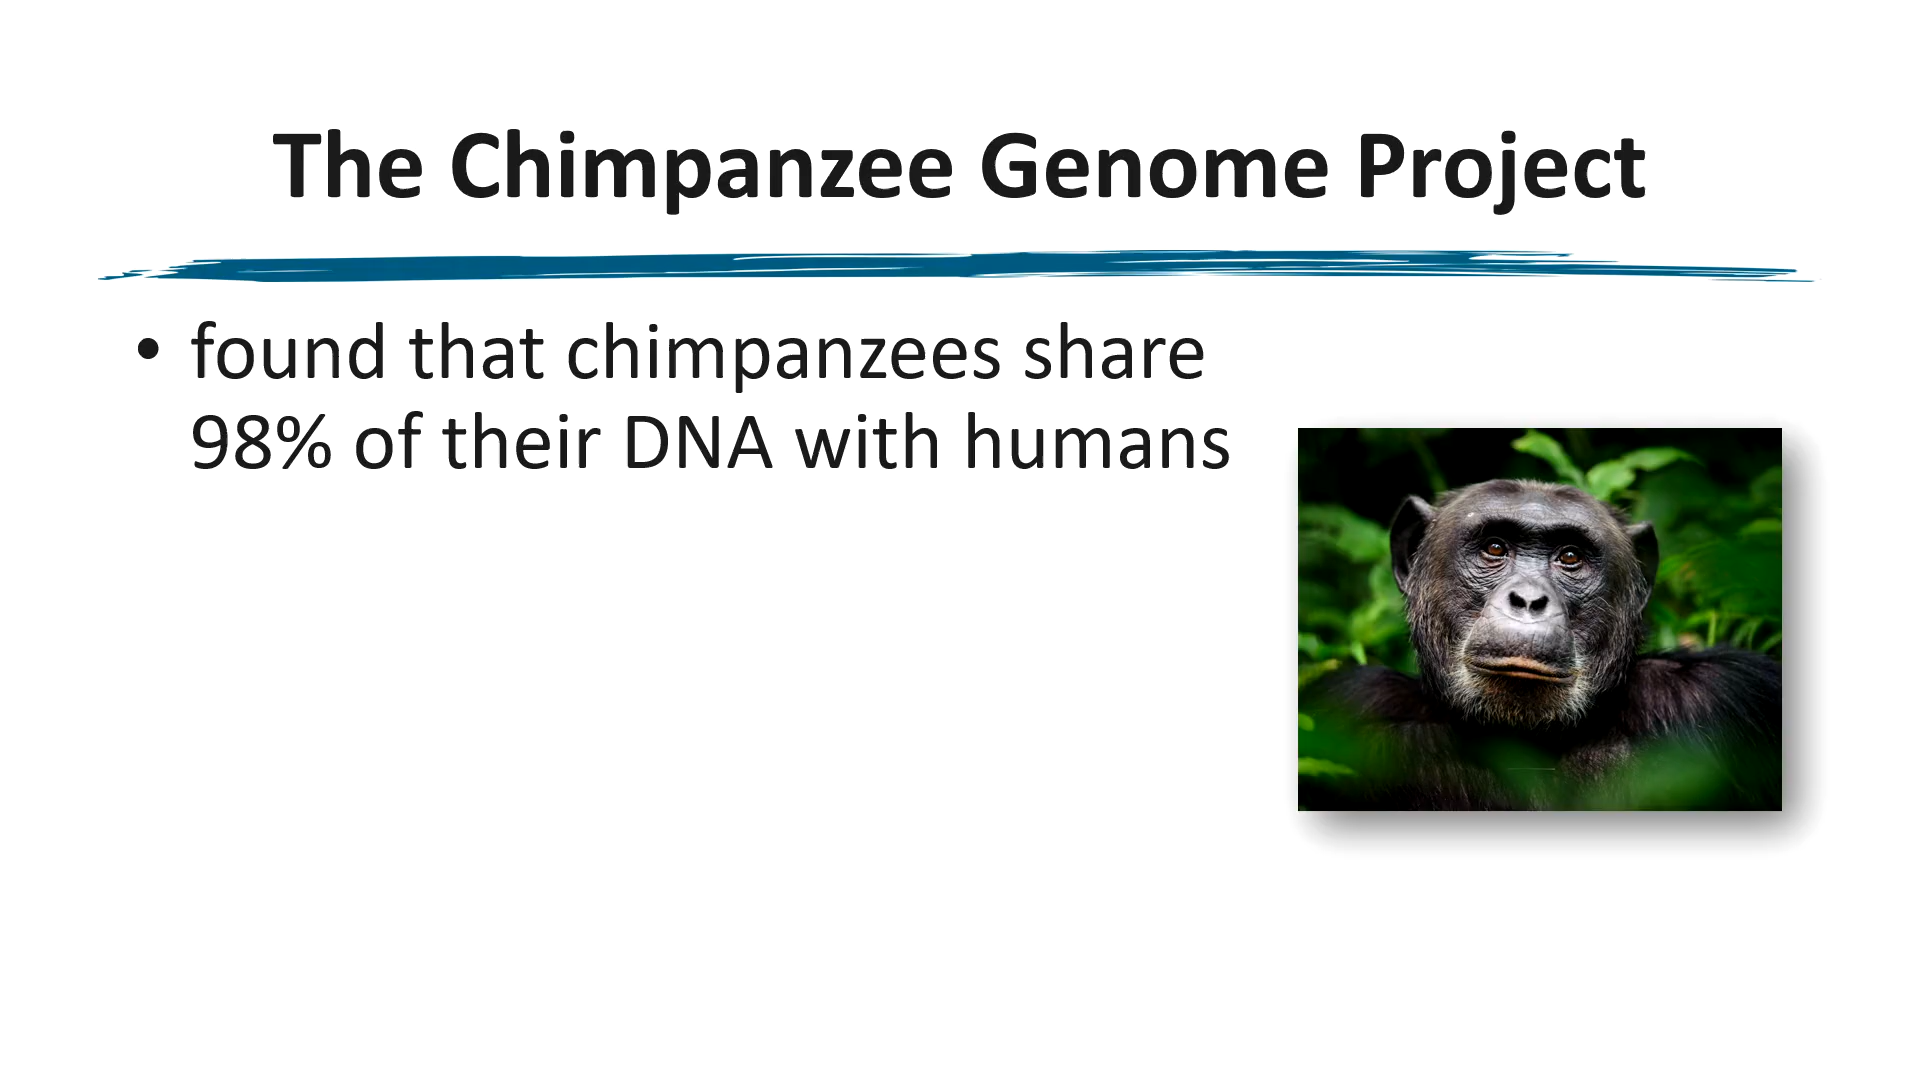 The Chimpanzee Genome Project
• found that chimpanzees share
98% of their DNA with humans